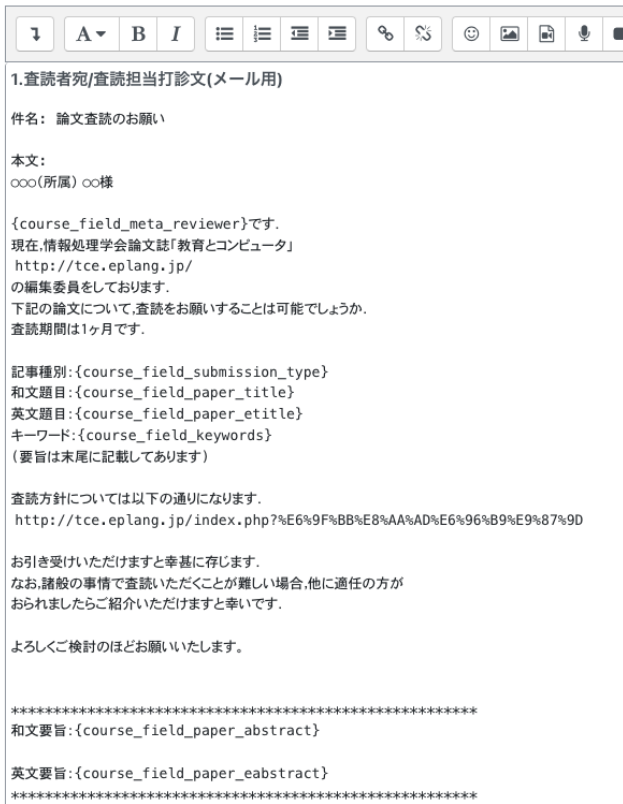 A B I
1.査読者宛/査読担当打診文(メール用)
件名: 論文査読のお願い
本文:
○○○(所属) ○○様
{course_field_meta_reviewer}です.
現在,情報処理学会論文誌「教育とコンピュータ」
http://tce.eplang.jp/
の編集委員をしております.
下記の論文について,査読をお願いすることは可能でしょうか.
査読期間は1ヶ月です.
記事種別:{course_field_submission_type}
和文題目:{course_field_paper_title}
英文題目:{course_field_paper_etitle}
キーワード:{course_field_keywords}
(要旨は末尾に記載してあります)
査読方針については以下の通りになります.
http://tce.eplang.jp/index.php?%E6%9F%BB%E8%AA%AD%E6%96%B9%E9%87%9D
お引き受けいただけますと幸甚に存じます.
なお,諸般の事情で査読いただくことが難しい場合,他に適任の方が
おられましたらご紹介いただけますと幸いです.
よろしくご検討のほどお願いいたします。
********************************************************
和文要旨:{course_field_paper_abstract}
英文要旨:{course_field_paper_eabstract}
********************************************************